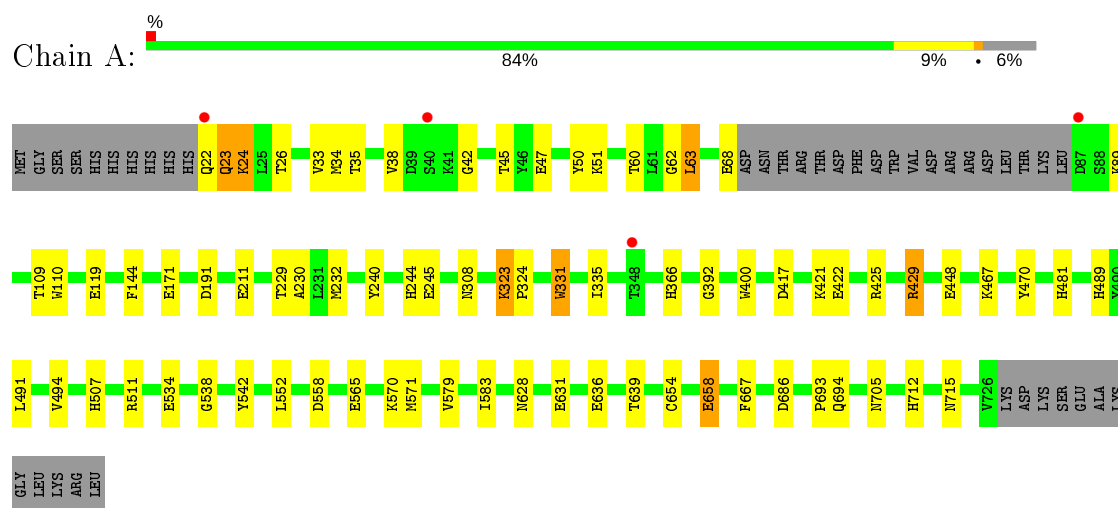 %
Chain A:
84% 9% • 6%
MET GLY SER SER HIS HIS HIS HIS HIS HIS Q22 Q23 K24 L25 T26 V33 M34 T35 V38 D39 S40 K41 G42 T45 Y46 E47 Y50 K51 T60 L61 G62 L63 E68 ASP ASN THR ARG THR ASP PHE ASP TRP VAL ASP ARG ARG ASP LEU THR LYS LEU D87 S88 K89
T109 W110 E119 F144 E171 D191 E211 T229 A230 L231 M232 Y240 H244 E245 N308 K323 P324 W331 I335 T348 H366 G392 W400 D417 K421 E422 R425 R429 E448 K467 Y470 H481 H489 Y490
L491 V494 H507 R511 E534 G538 Y542 L552 D558 E565 K570 M571 V579 I583 N628 E631 E636 T639 C654 E658 F667 D686 P693 Q694 N705 H712 N715 V726 LYS ASP LYS SER GLU ALA LYS
GLY LEU LYS ARG LEU